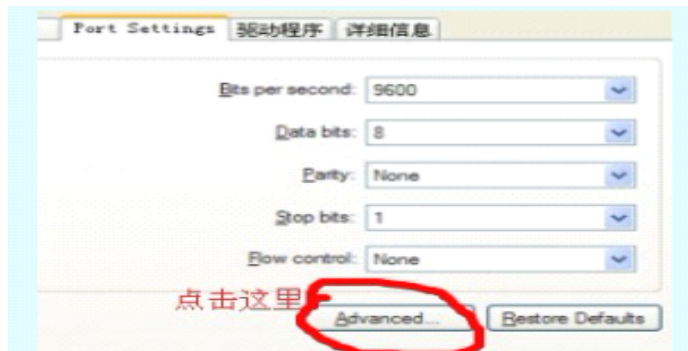 Port Settings 驱动程序 详细信息
Bits per second: 9600
Data bits: 8
Parity: None
Stop bits: 1
Flow control: None
点击这里
Advanced... Restore Defaults